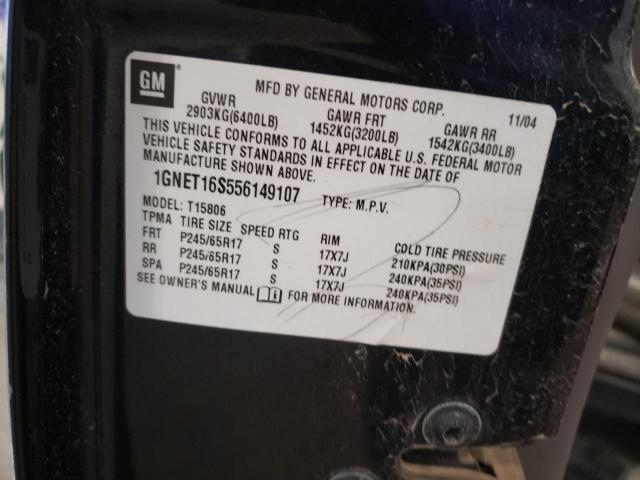 GM
MFD BY GENERAL MOTORS CORP. 11/04
GVWR GAWR FRT GAWR RR
2903KG(6400LB) 1452KG(3200LB) 1542KG(3400LB)
THIS VEHICLE CONFORMS TO ALL APPLICABLE U.S. FEDERAL MOTOR
VEHICLE SAFETY STANDARDS IN EFFECT ON THE DATE OF
MANUFACTURE SHOWN ABOVE.
1GNET16S556149107 TYPE: M.P.V.
MODEL: T15806
TPMA TIRE SIZE SPEED RTG RIM COLD TIRE PRESSURE
FRT P245/65R17 S 17X7J 210KPA(30PSI)
RR P245/65R17 S 17X7J 240KPA(35PSI)
SPA P245/65R17 S 17X7J 240KPA(35PSI)
SEE OWNER'S MANUAL FOR MORE INFORMATION.